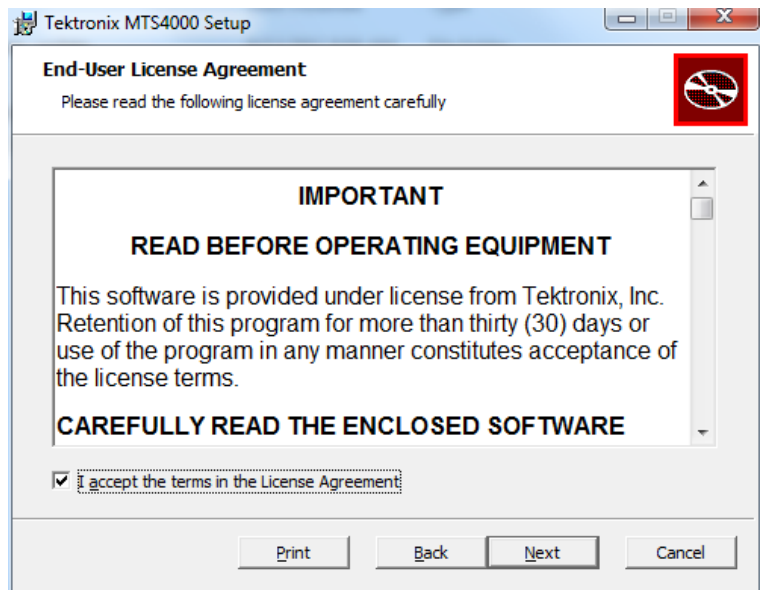 Tektronix MTS4000 Setup
End-User License Agreement
Please read the following license agreement carefully
IMPORTANT
READ BEFORE OPERATING EQUIPMENT
This software is provided under license from Tektronix, Inc.
Retention of this program for more than thirty (30) days or
use of the program in any manner constitutes acceptance of
the license terms.
CAREFULLY READ THE ENCLOSED SOFTWARE
I accept the terms in the License Agreement
Print Back Next Cancel